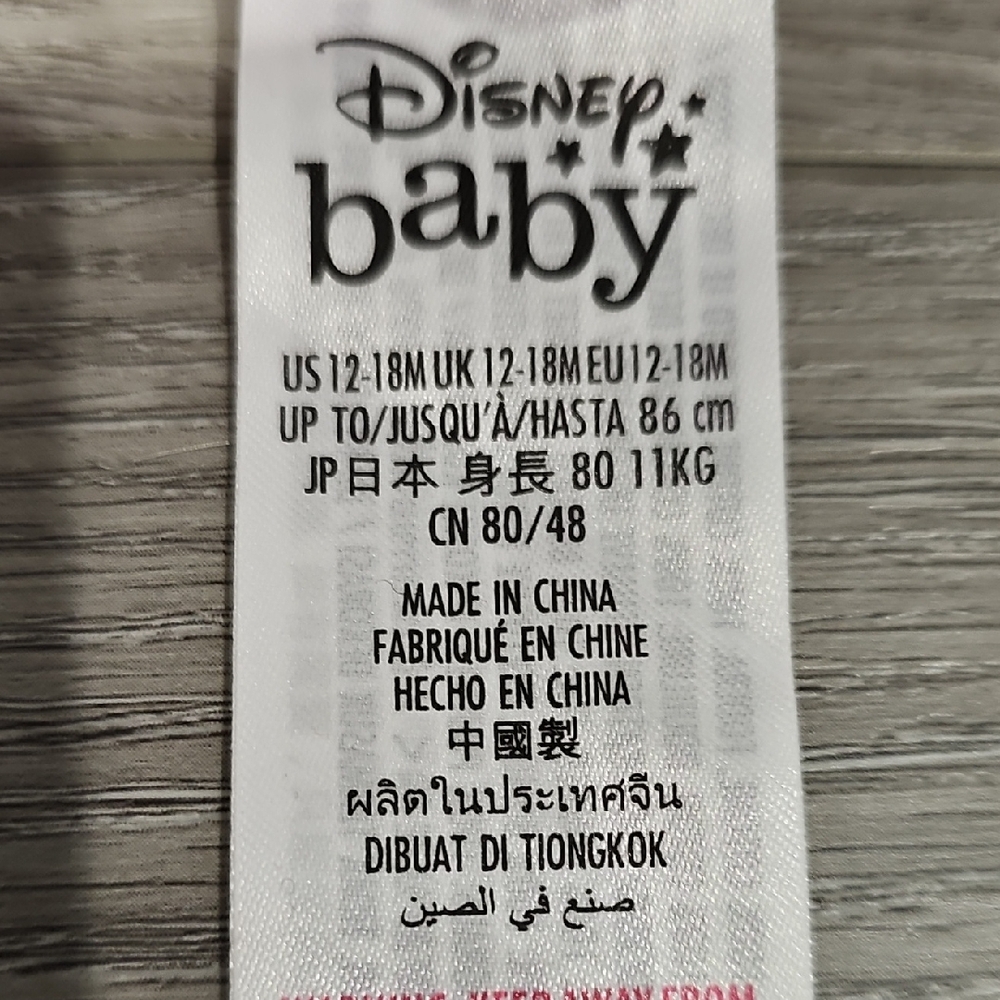 Disney
baby
US 12-18M UK 12-18M EU 12-18M
UP TO/JUSQU'À/HASTA 86 cm
JP日本 身長 80 11KG
CN 80/48
MADE IN CHINA
FABRIQUÉ EN CHINE
HECHO EN CHINA
中國製
ผลิตในประเทศจีน
DIBUAT DI TIONGKOK
صنع في الصين
KEEP AWAY FROM